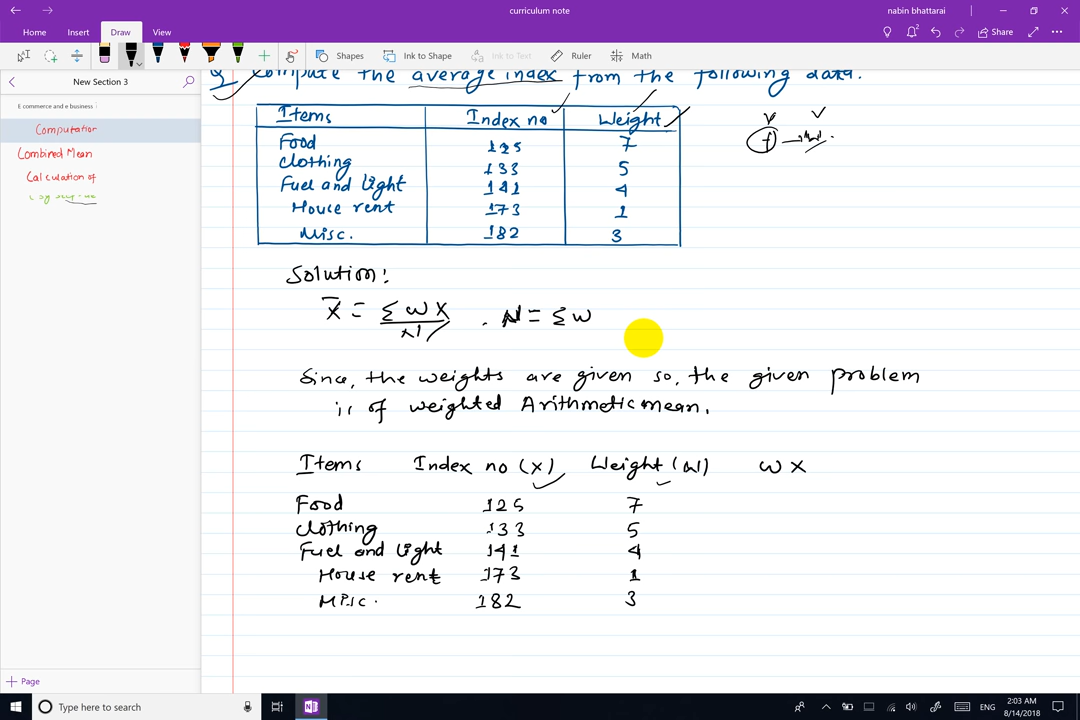 curriculum note
nabin bhattarai
Home Insert Draw View
Share
Shapes Ink to Shape Ink to Text Ruler Math
New Section 3
E commerce and e business
Computation
Combined Mean
Calculation of
Q compute the average index from the following data.
Items Index no Weight
Food 125 7
Clothing 133 5
Fuel and light 141 4
House rent 173 1
Misc. 182 3
f → "w".
Solution:
X̄ = Σ w X / N . N = Σ w
Since, the weights are given so, the given problem
is of weighted Arithmetic mean.
Items Index no (X) Weight (W) w X
Food 125 7
Clothing 133 5
Fuel and light 141 4
House rent 173 1
Misc. 182 3
+ Page
Type here to search
ENG
2:03 AM
8/14/2018